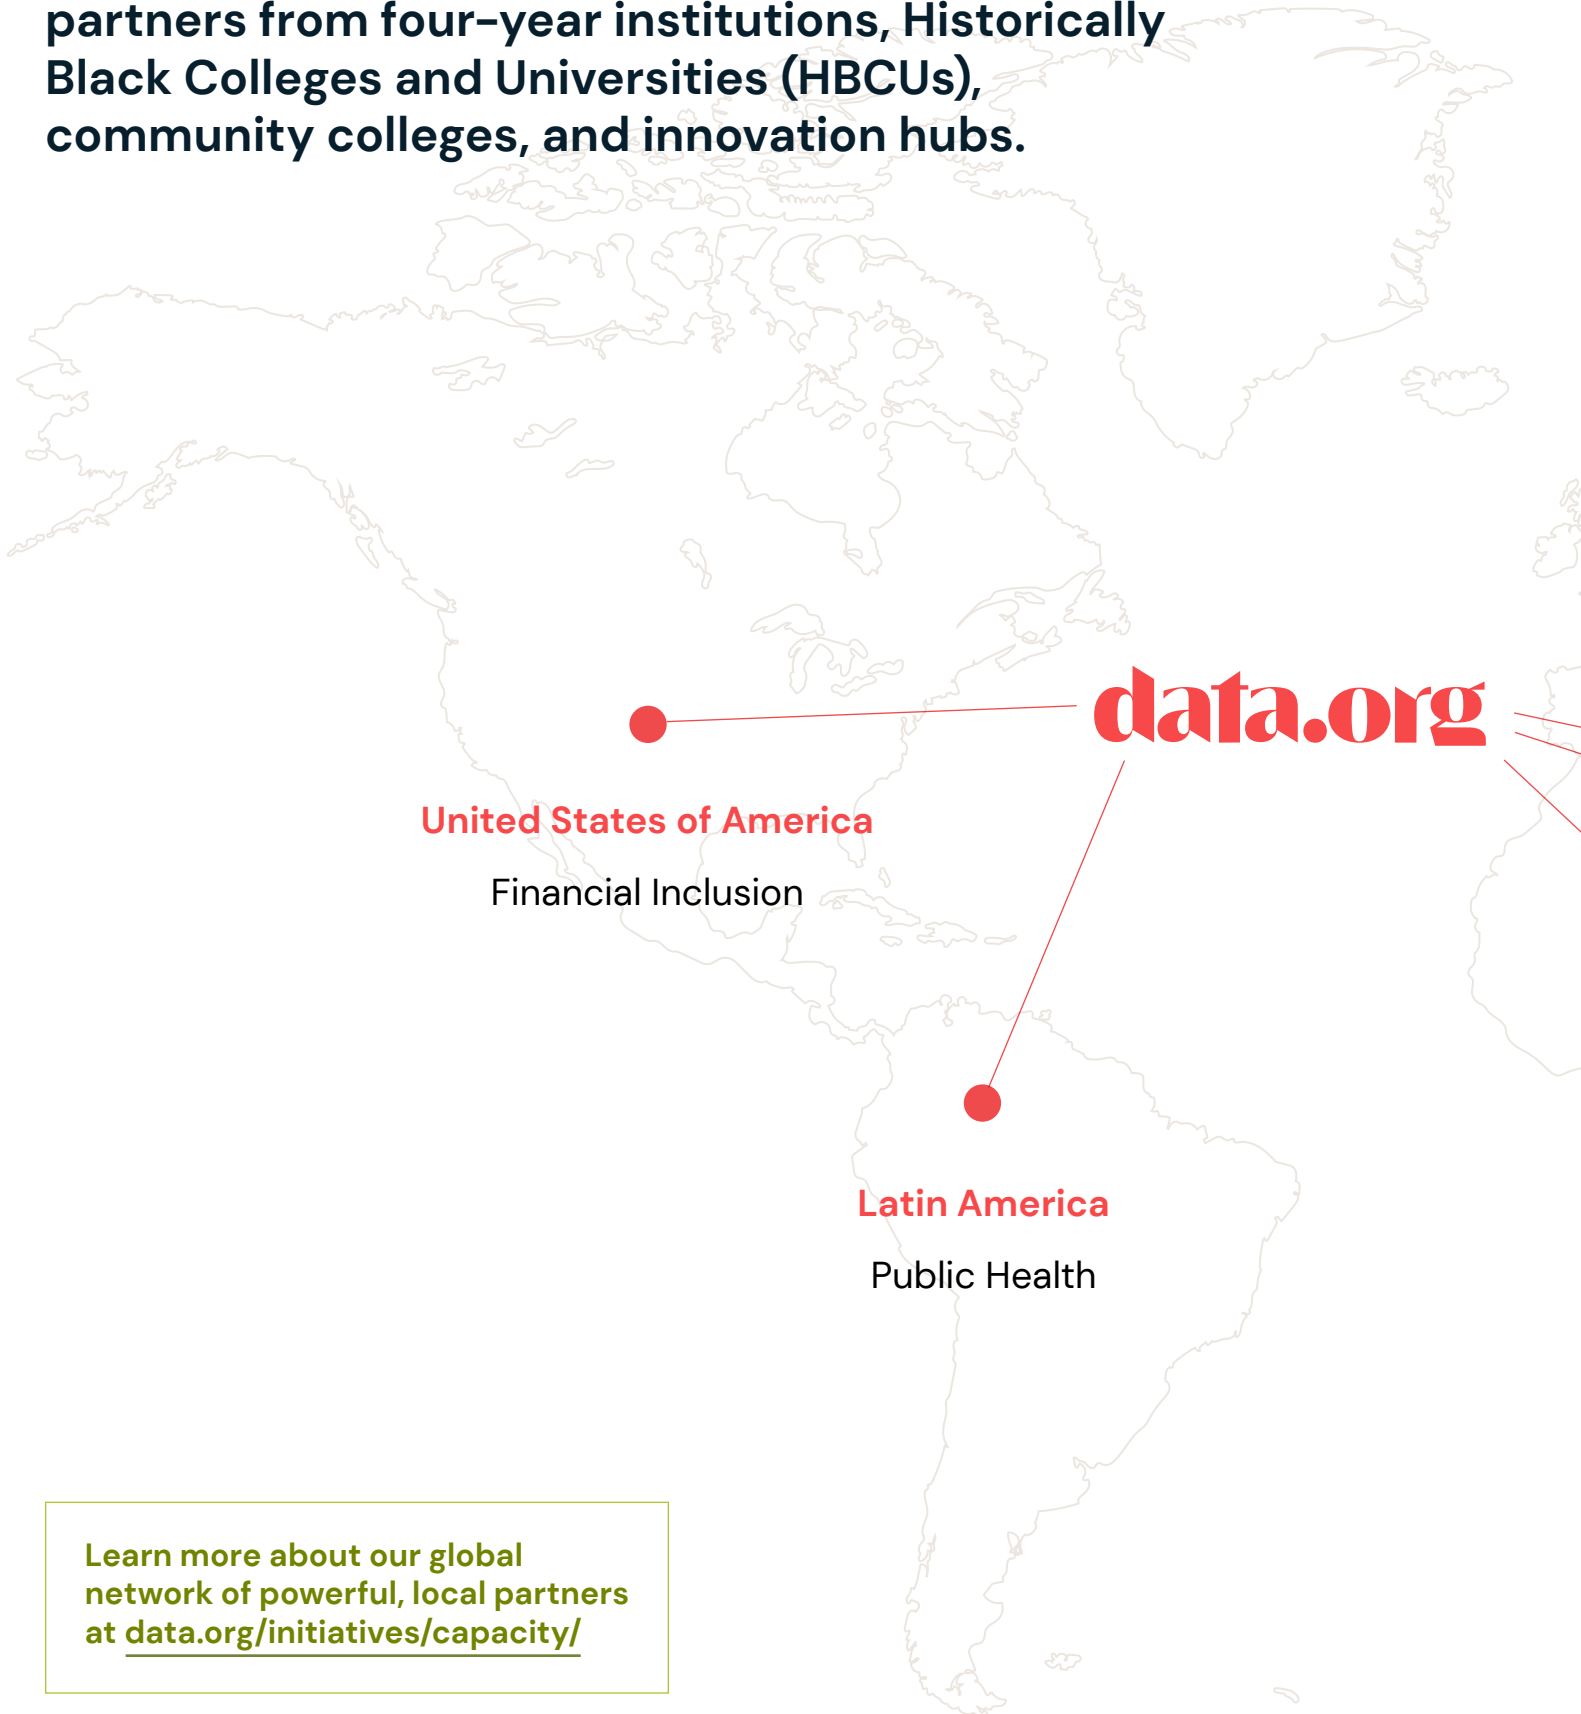 partners from four-year institutions, Historically
Black Colleges and Universities (HBCUs),
community colleges, and innovation hubs.
data.org
United States of America
Financial Inclusion
Latin America
Public Health
Learn more about our global
network of powerful, local partners
at data.org/initiatives/capacity/